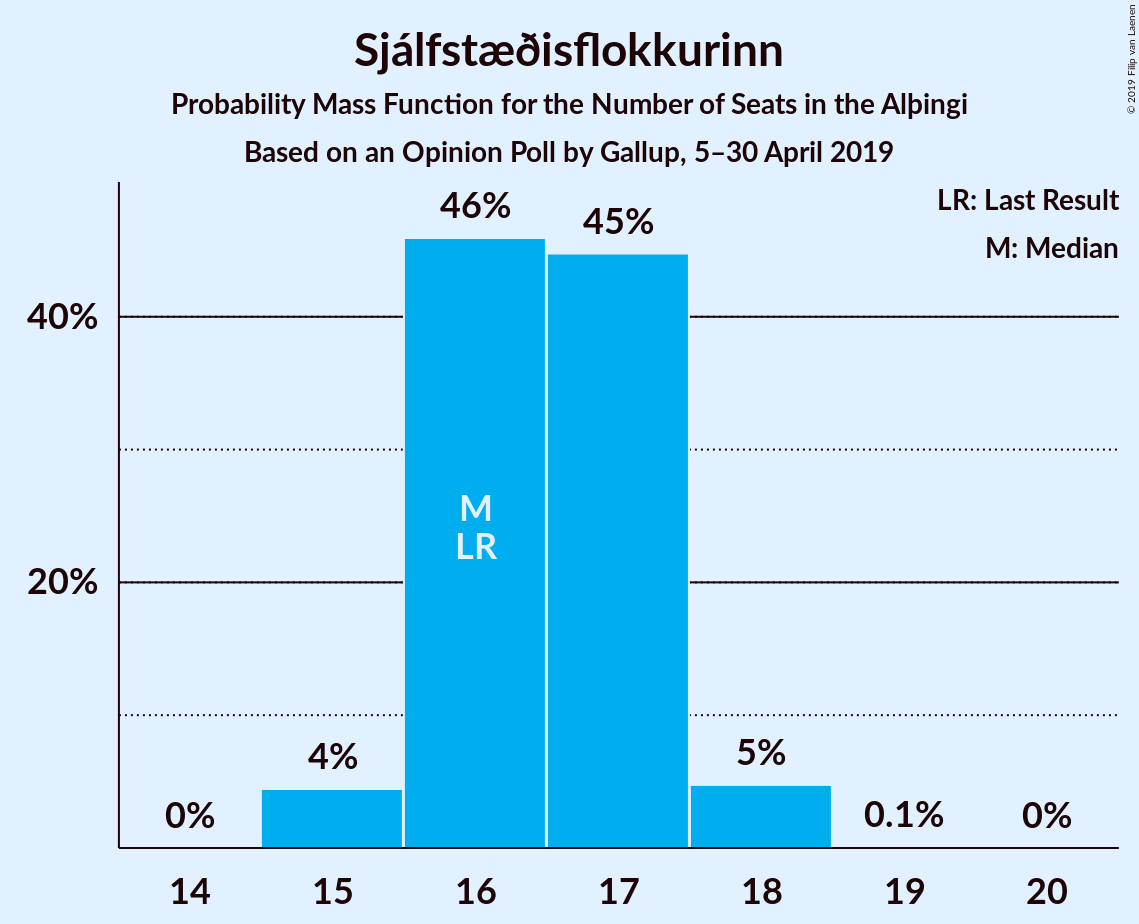 Sjálfstæðisflokkurinn
Probability Mass Function for the Number of Seats in the Alþingi
Based on an Opinion Poll by Gallup, 5–30 April 2019
© 2019 Filip van Laenen
LR: Last Result
M: Median
46%
45%
40%
M
LR
20%
4%
5%
0%
0.1%
0%
14 15 16 17 18 19 20